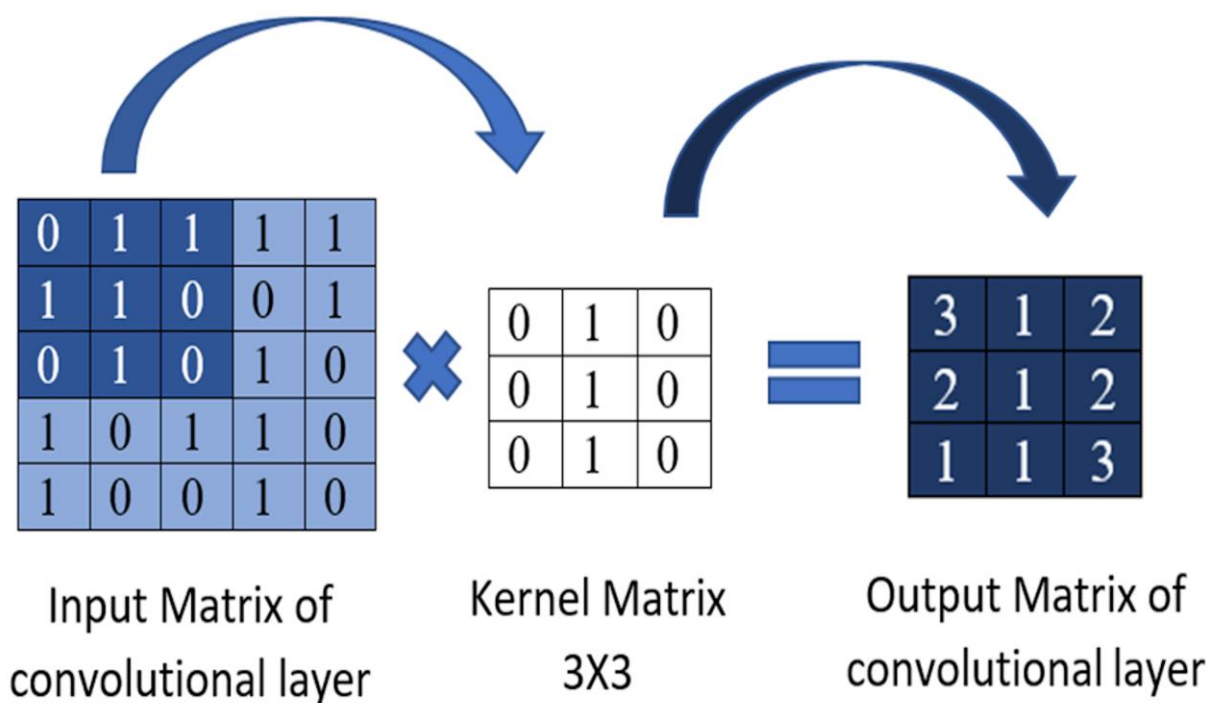 0 1 1 1 1
1 1 0 0 1
0 1 0 1 0
1 0 1 1 0
1 0 0 1 0
0 1 0
0 1 0
0 1 0
3 1 2
2 1 2
1 1 3
Input Matrix of
convolutional layer
Kernel Matrix
3X3
Output Matrix of
convolutional layer